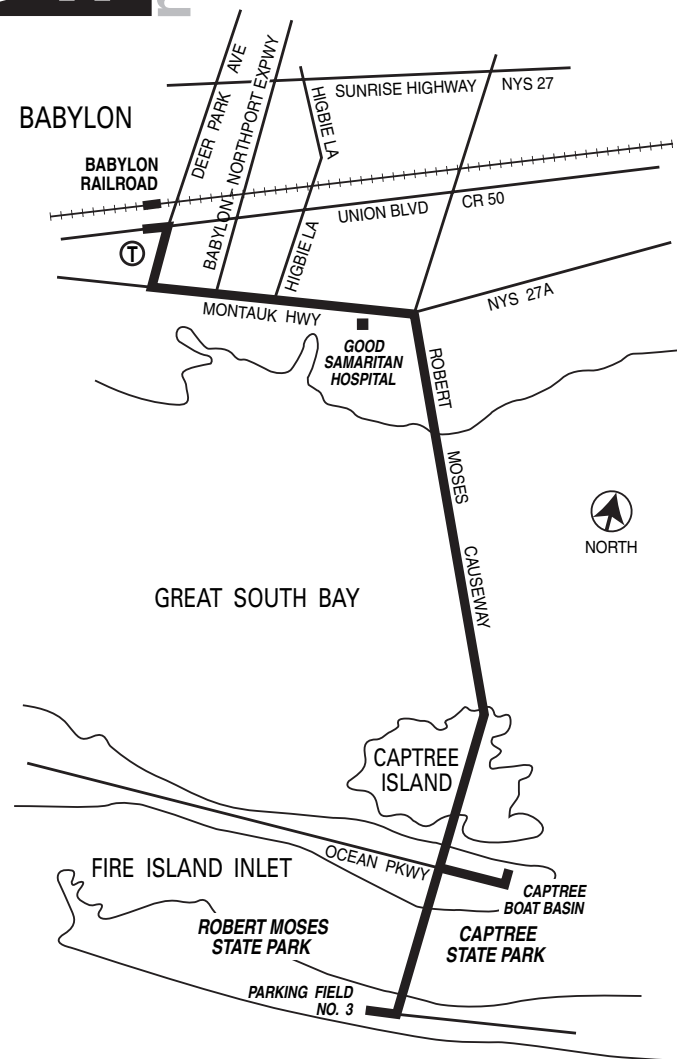 DEER PARK AVE
BABYLON - NORTHPORT EXPWY
HIGBIE LA
SUNRISE HIGHWAY NYS 27
BABYLON
BABYLON
RAILROAD
UNION BLVD CR 50
T
HIGBIE LA
MONTAUK HWY
NYS 27A
GOOD
SAMARITAN
HOSPITAL
ROBERT MOSES CAUSEWAY
NORTH
GREAT SOUTH BAY
CAPTREE
ISLAND
OCEAN PKWY
FIRE ISLAND INLET
CAPTREE
BOAT BASIN
ROBERT MOSES
STATE PARK
CAPTREE
STATE PARK
PARKING FIELD
NO. 3